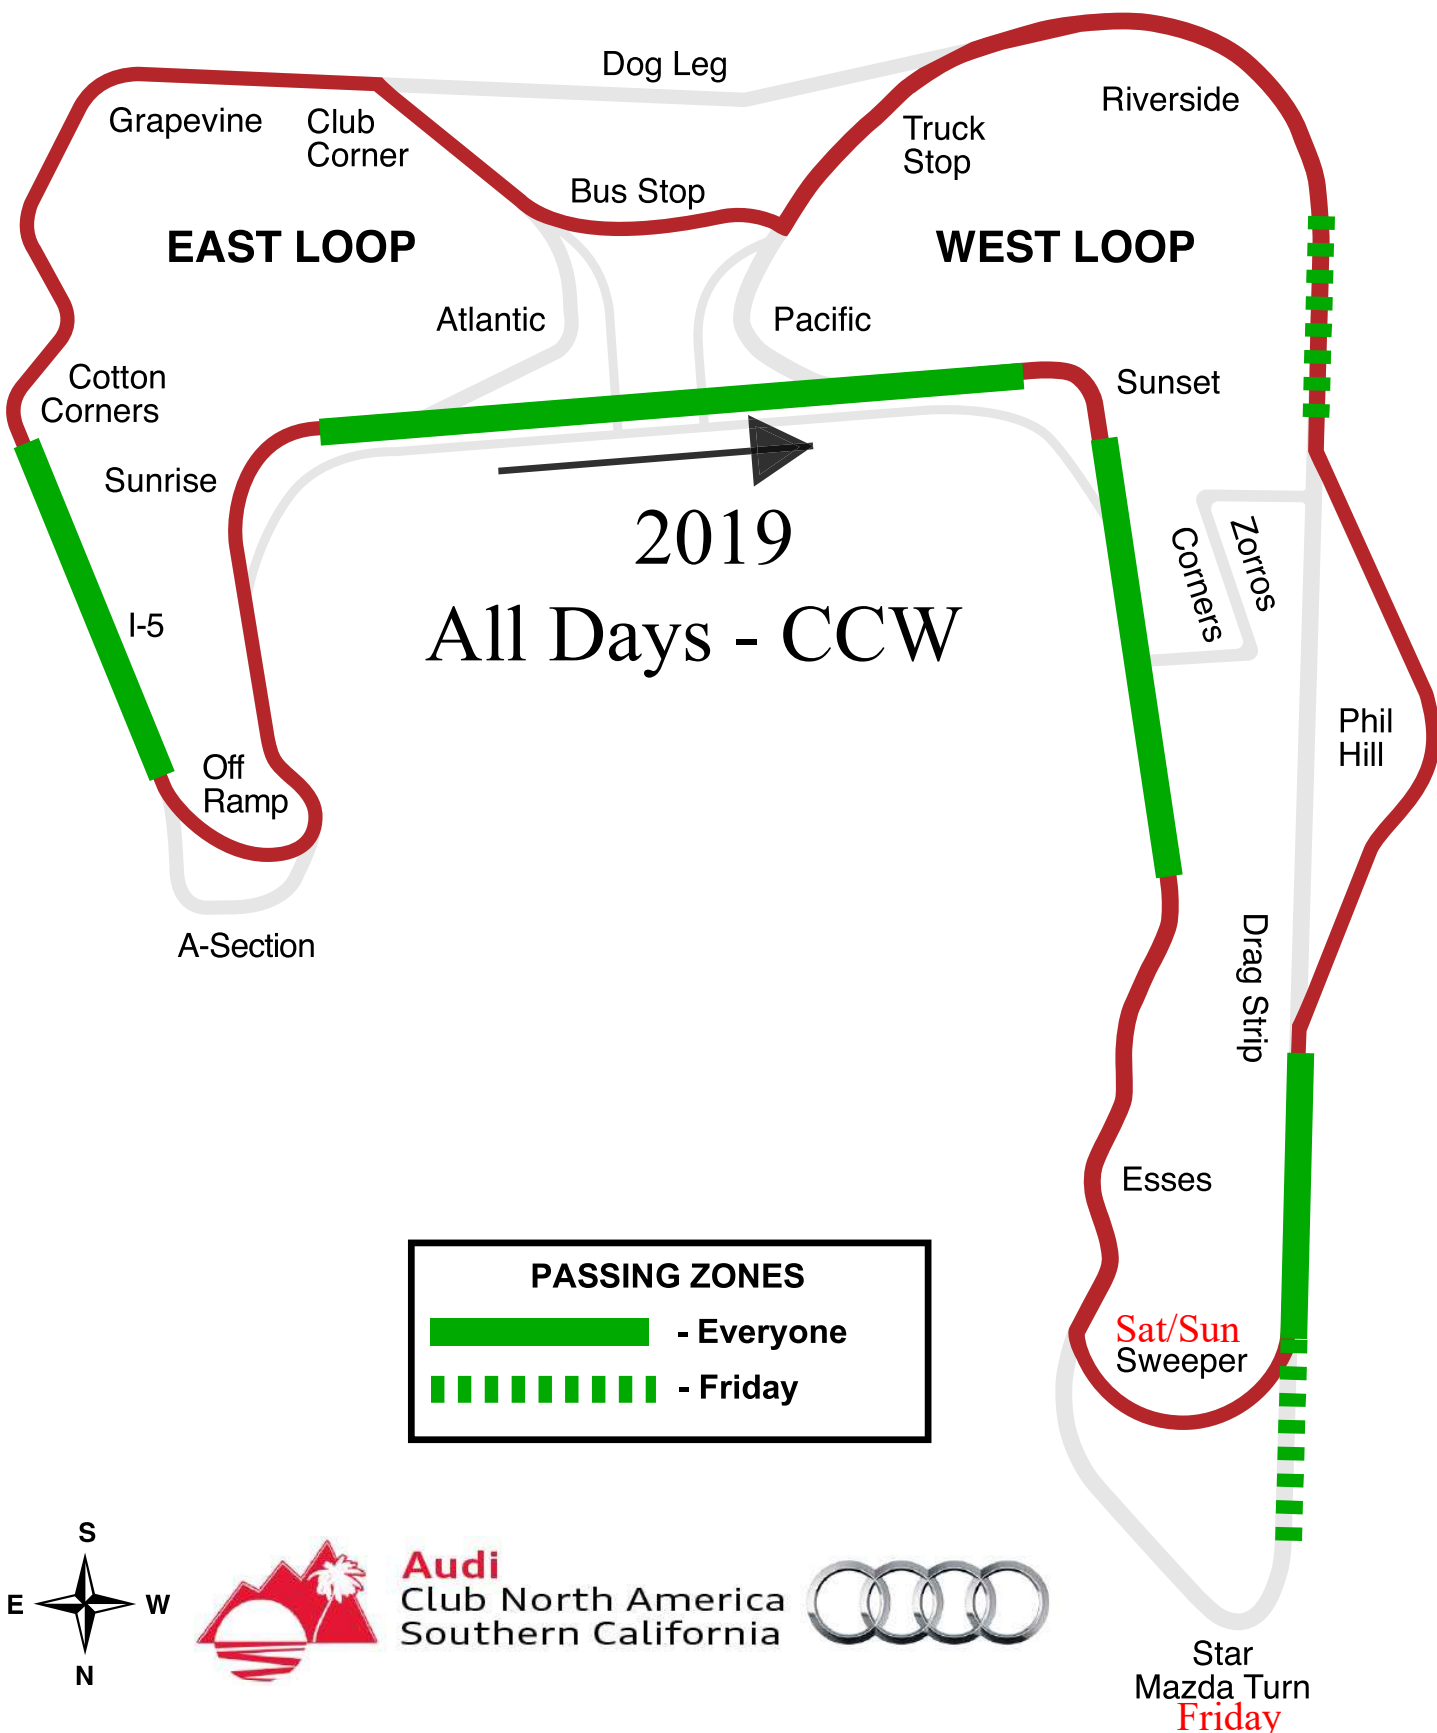 Dog Leg
Riverside
Grapevine
Club
Corner
Truck
Stop
Bus Stop
EAST LOOP
WEST LOOP
Atlantic
Pacific
Cotton
Corners
Sunset
Sunrise
2019
All Days - CCW
Zorros
Corners
I-5
Phil
Hill
Off
Ramp
A-Section
Drag Strip
Esses
PASSING ZONES
- Everyone
- Friday
Sat/Sun
Sweeper
S
E
W
N
Audi
Club North America
Southern California
Star
Mazda Turn
Friday